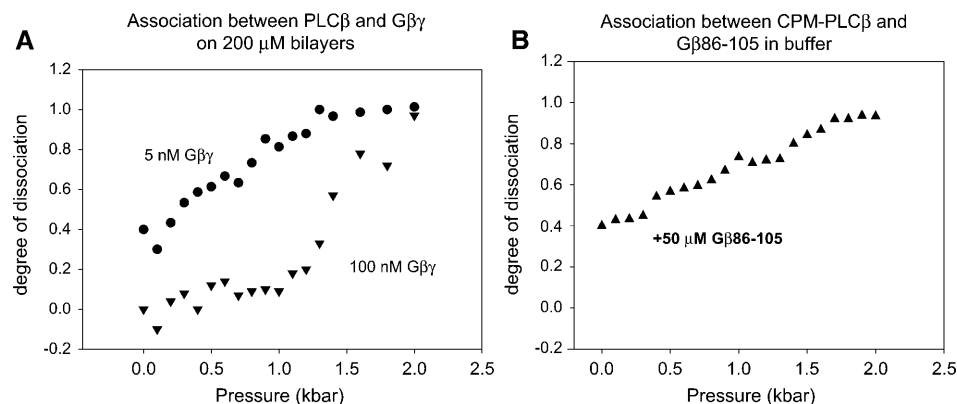 A
Association between PLCβ and Gβγ
on 200 µM bilayers
1.2
1.0
0.8
0.6
0.4
0.2
0.0
-0.2
degree of dissociation
5 nM Gβγ
100 nM Gβγ
0.0 0.5 1.0 1.5 2.0 2.5
Pressure (kbar)
B
Association between CPM-PLCβ and
Gβ86-105 in buffer
1.2
1.0
0.8
0.6
0.4
0.2
0.0
-0.2
degree of dissociation
+50 µM Gβ86-105
0.0 0.5 1.0 1.5 2.0 2.5
Pressure (kbar)